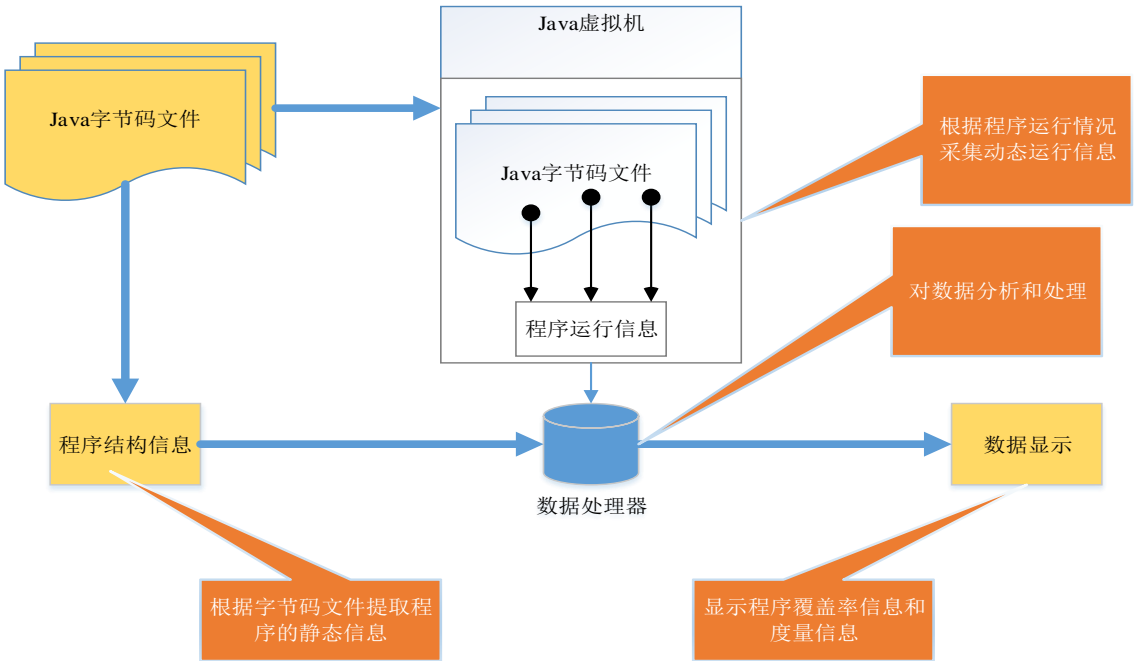 Java虚拟机
Java字节码文件
Java字节码文件
程序运行信息
根据程序运行情况
采集动态运行信息
对数据分析和处理
程序结构信息
数据处理器
数据显示
根据字节码文件提取程
序的静态信息
显示程序覆盖率信息和
度量信息